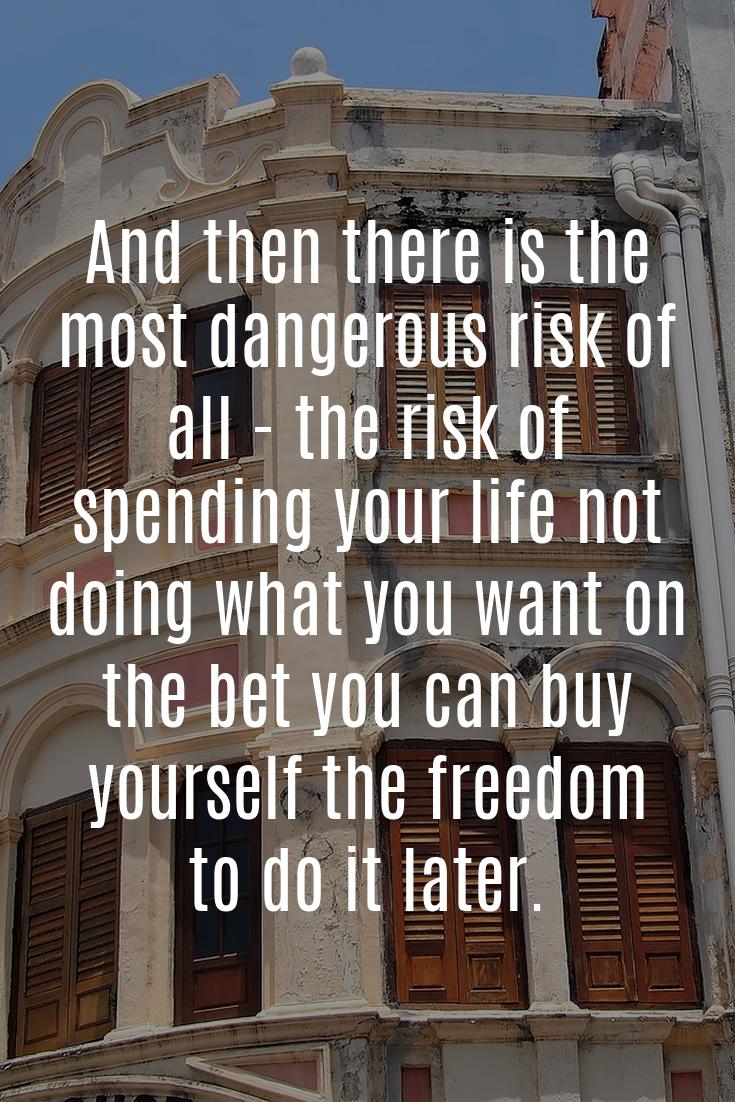 And then there is the
most dangerous risk of
all - the risk of
spending your life not
doing what you want on
the bet you can buy
yourself the freedom
to do it later.